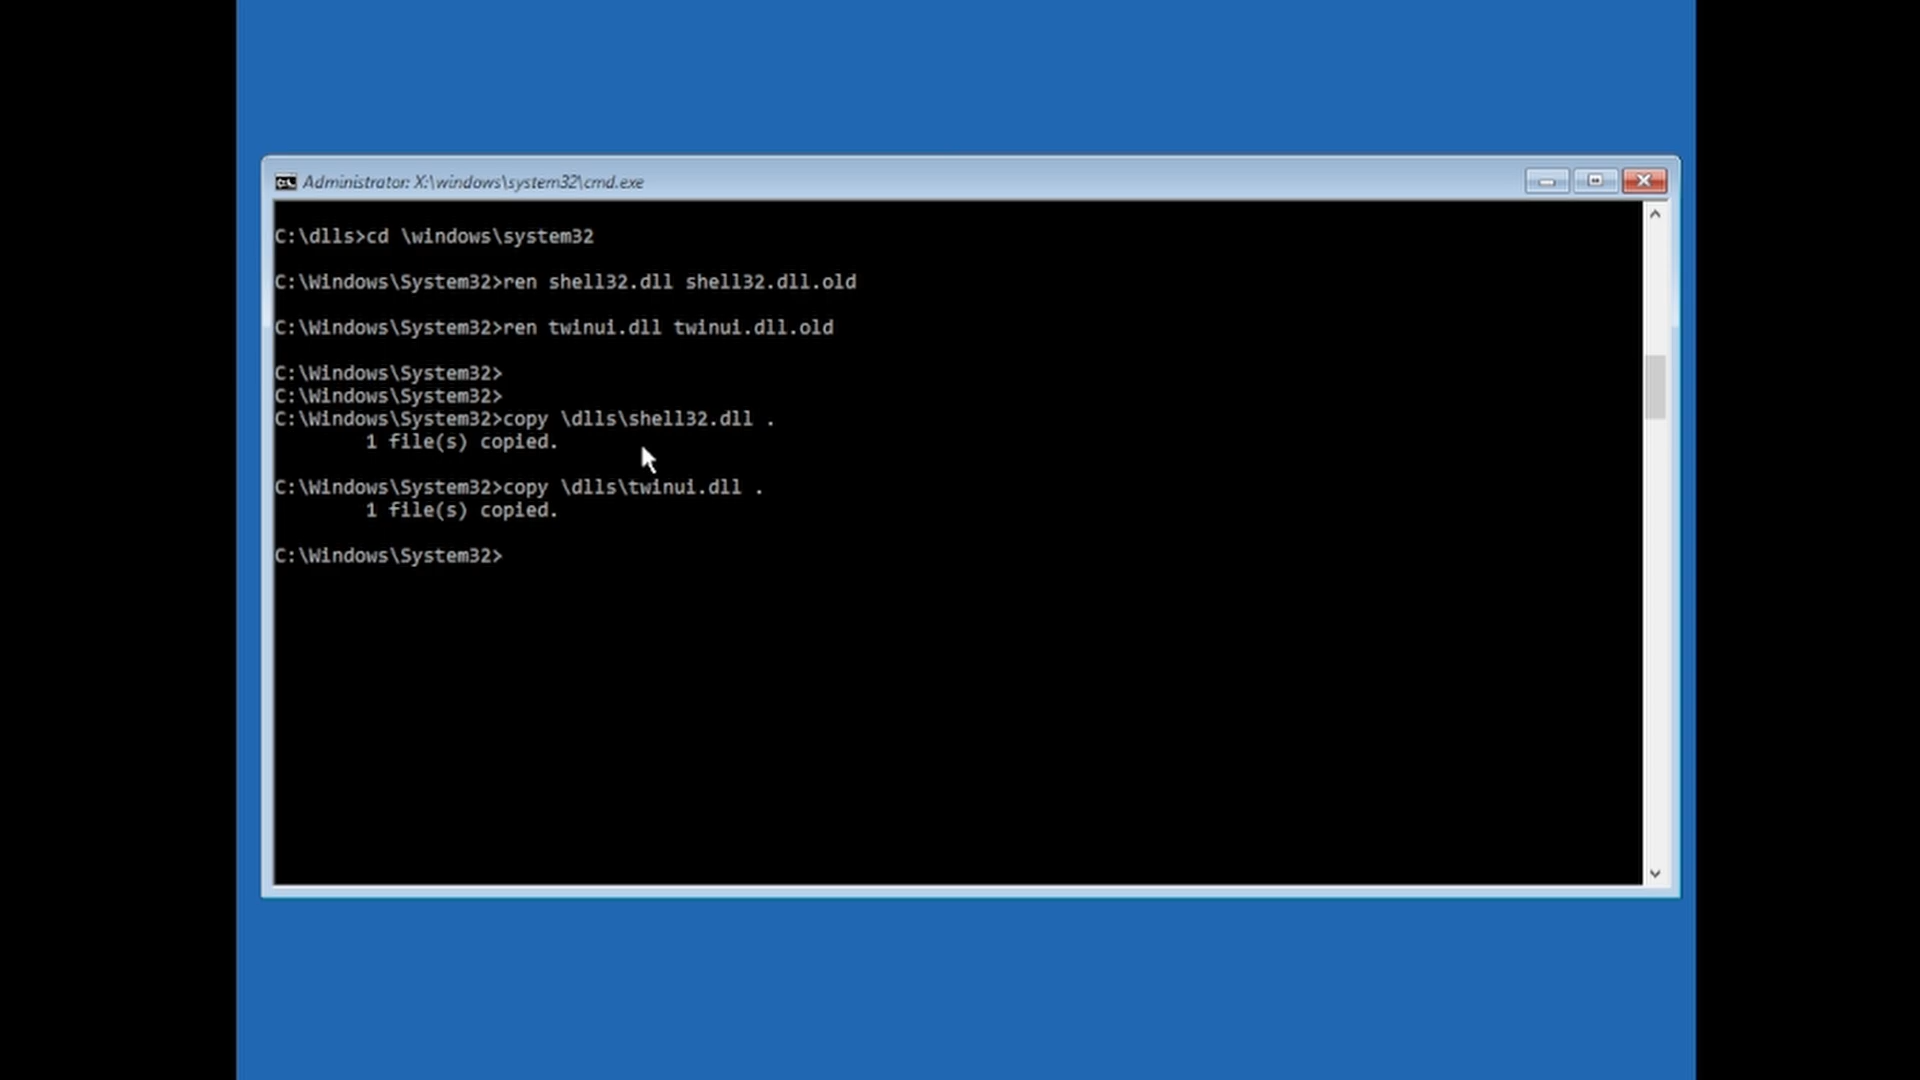 Administrator: X:\windows\system32\cmd.exe
C:\dlls>cd \windows\system32
C:\Windows\System32>ren shell32.dll shell32.dll.old
C:\Windows\System32>ren twinui.dll twinui.dll.old
C:\Windows\System32>
C:\Windows\System32>
C:\Windows\System32>copy \dlls\shell32.dll .
1 file(s) copied.
C:\Windows\System32>copy \dlls\twinui.dll .
1 file(s) copied.
C:\Windows\System32>